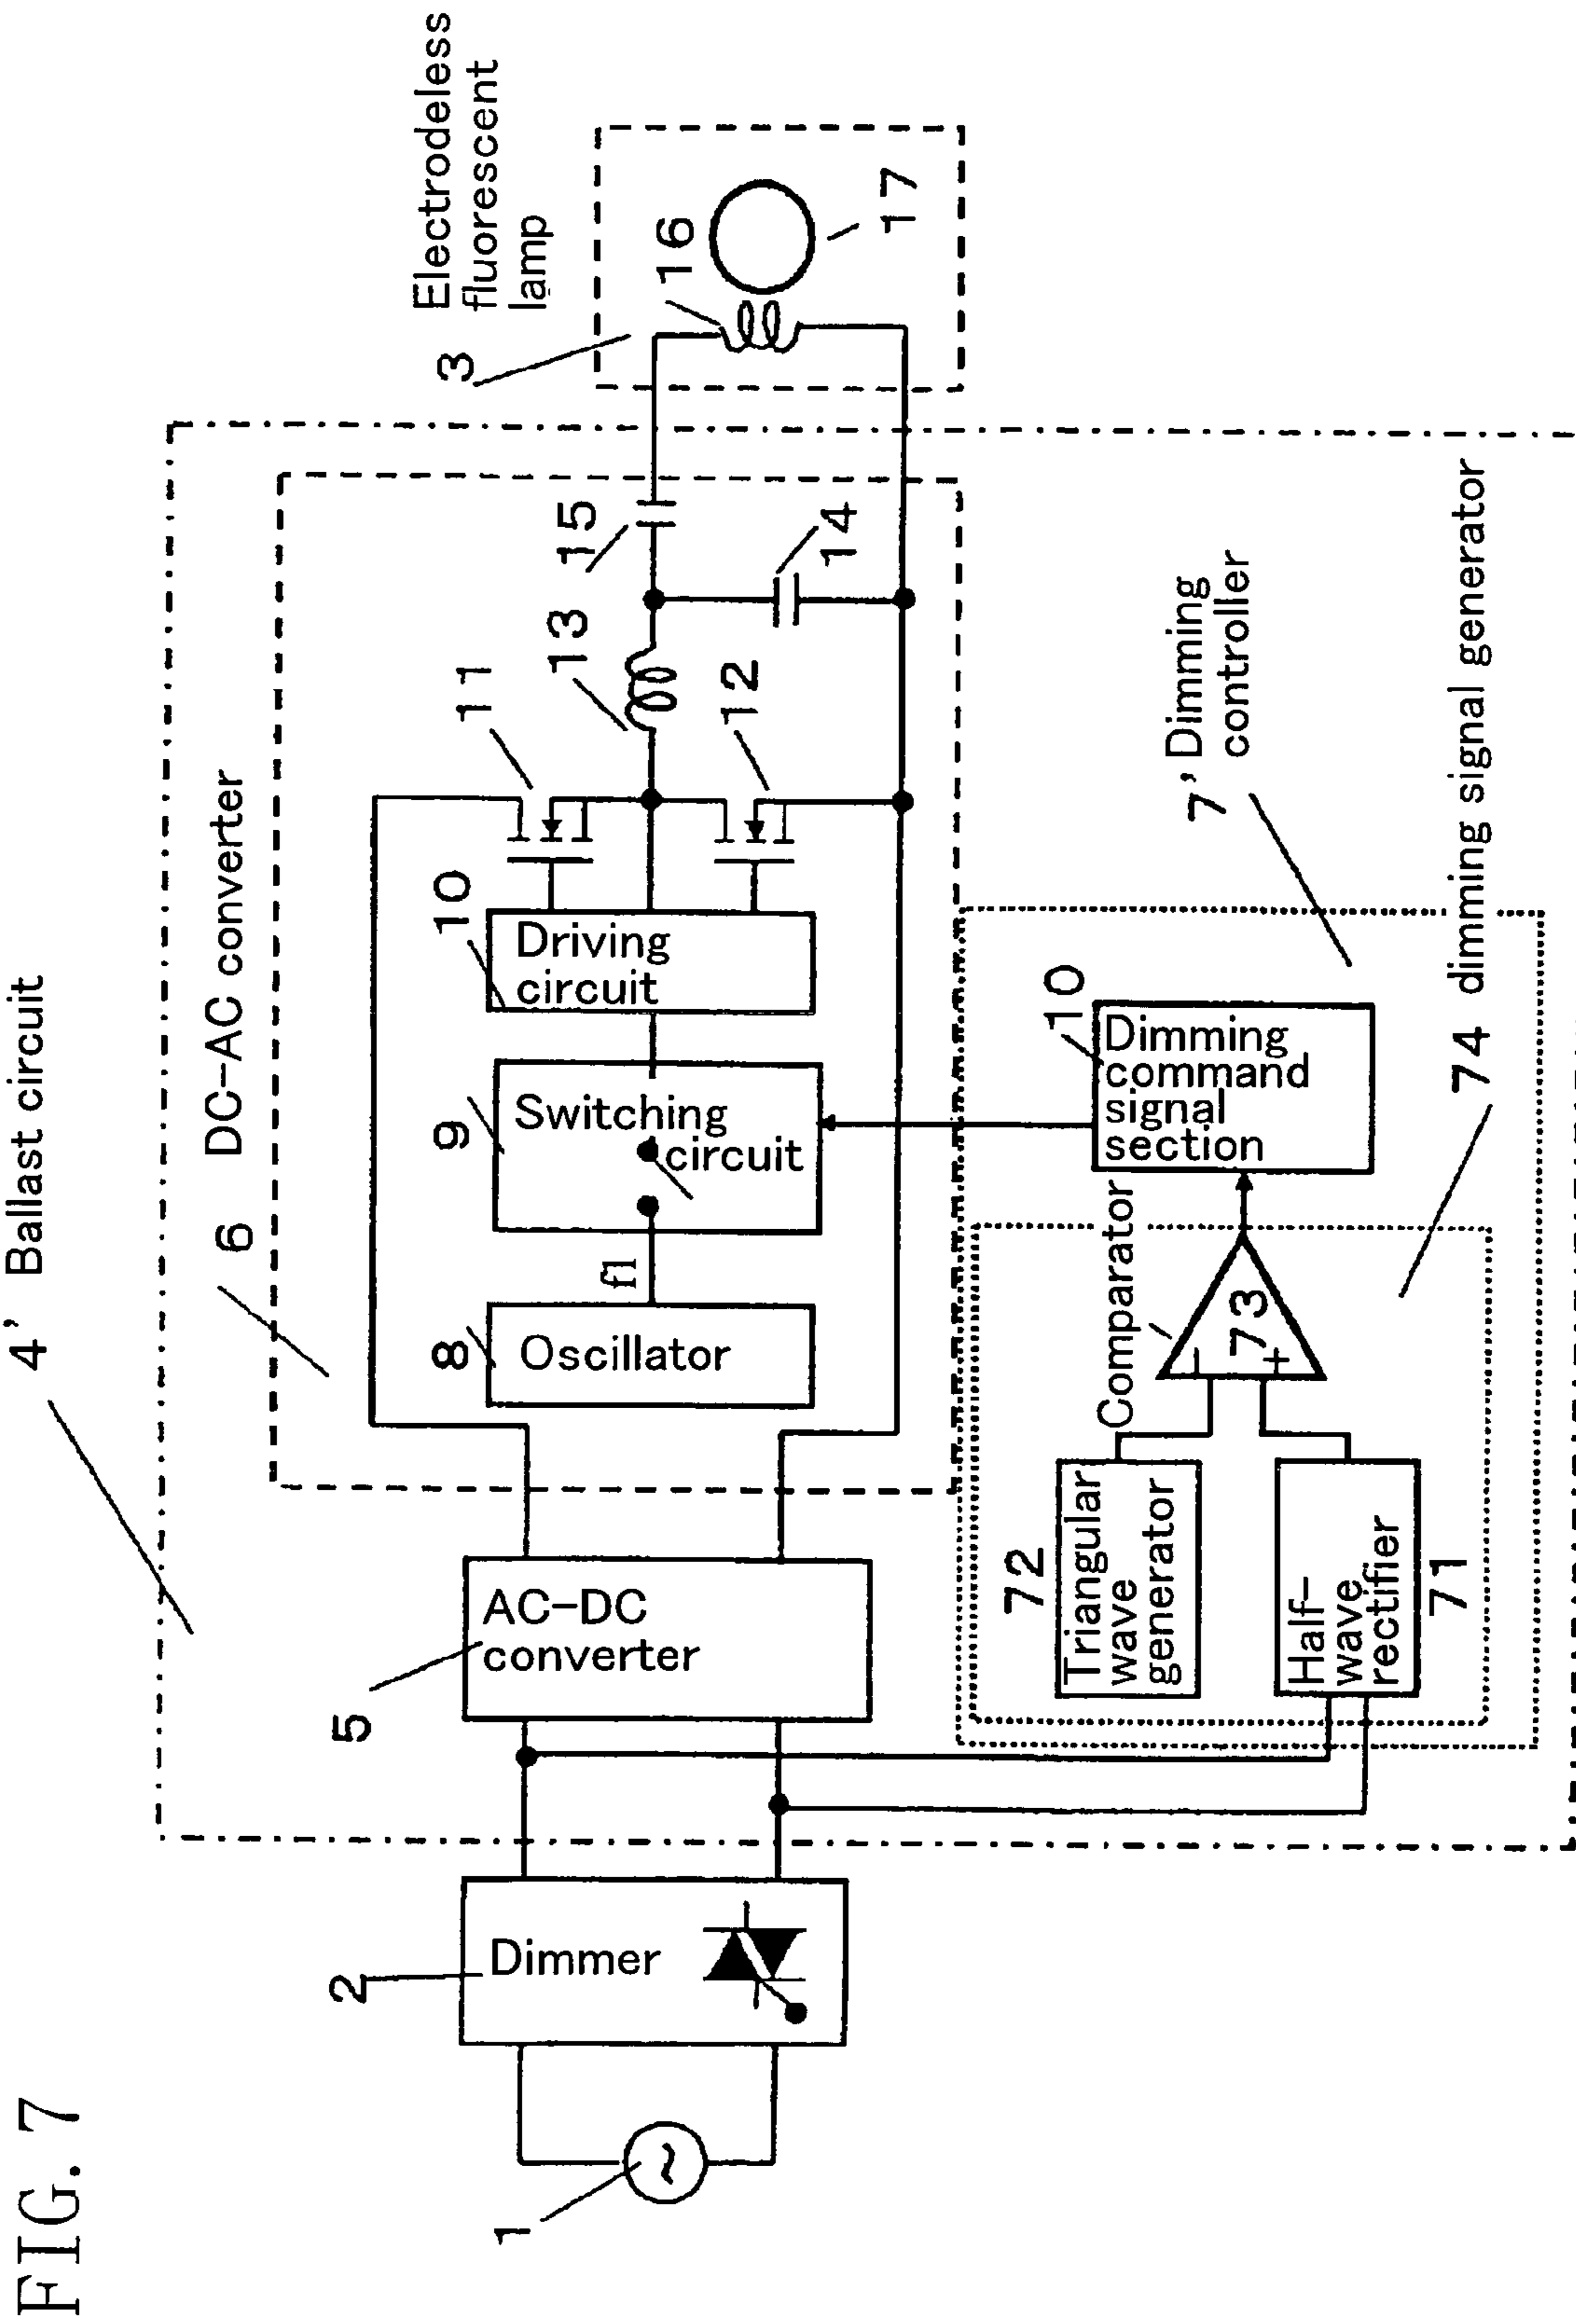 FIG. 7
4' Ballast circuit
6 DC-AC converter
Electrodeless
fluorescent
lamp
3
16
17
15
14
13
11
12
10
Driving
circuit
9
Switching
circuit
f1
8
Oscillator
5
AC-DC
converter
2
Dimmer
1
~
7' Dimming
controller
10
Dimming
command
signal
section
74 dimming signal generator
Comparator
73
−
+
72
Triangular
wave
generator
Half-
wave
rectifier
71